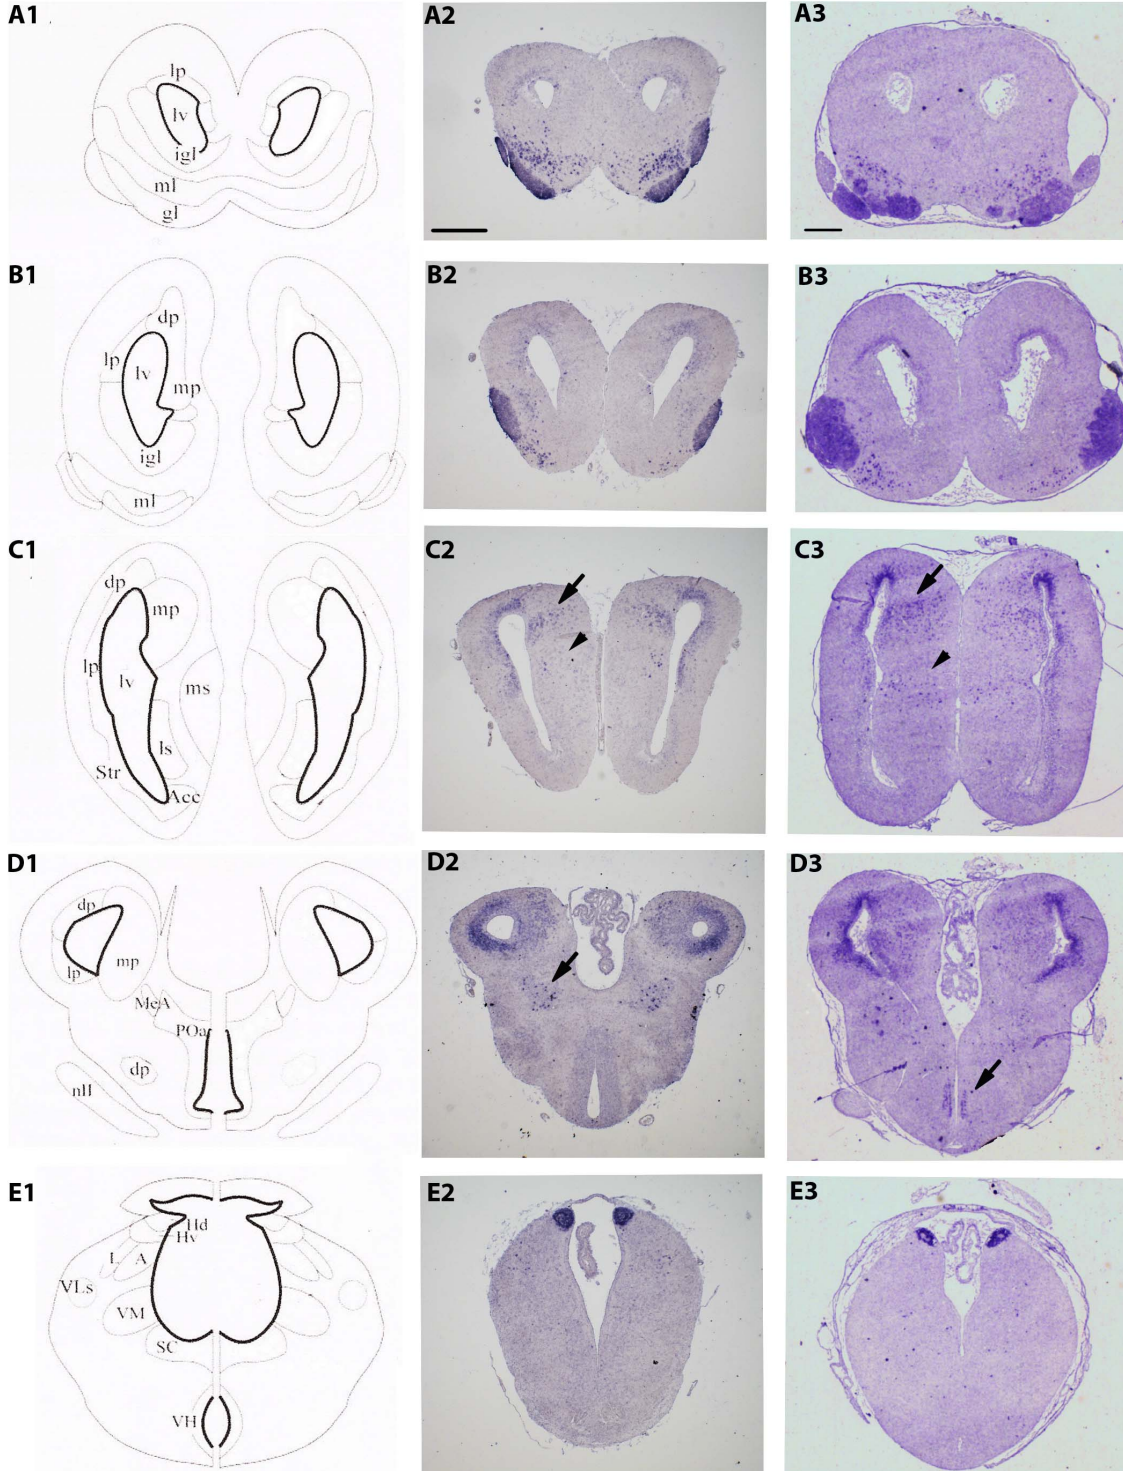 A1
lp
lv
igl
ml
gl
A2
A3
B1
dp
lp
lv
mp
igl
ml
B2
B3
C1
dp
mp
lp
lv
ms
ls
Str
Acc
C2
C3
D1
dp
lp
mp
MeA
POa
dp
nII
D2
D3
E1
Hd
Hv
L A
VLs
VM
SC
VH
E2
E3